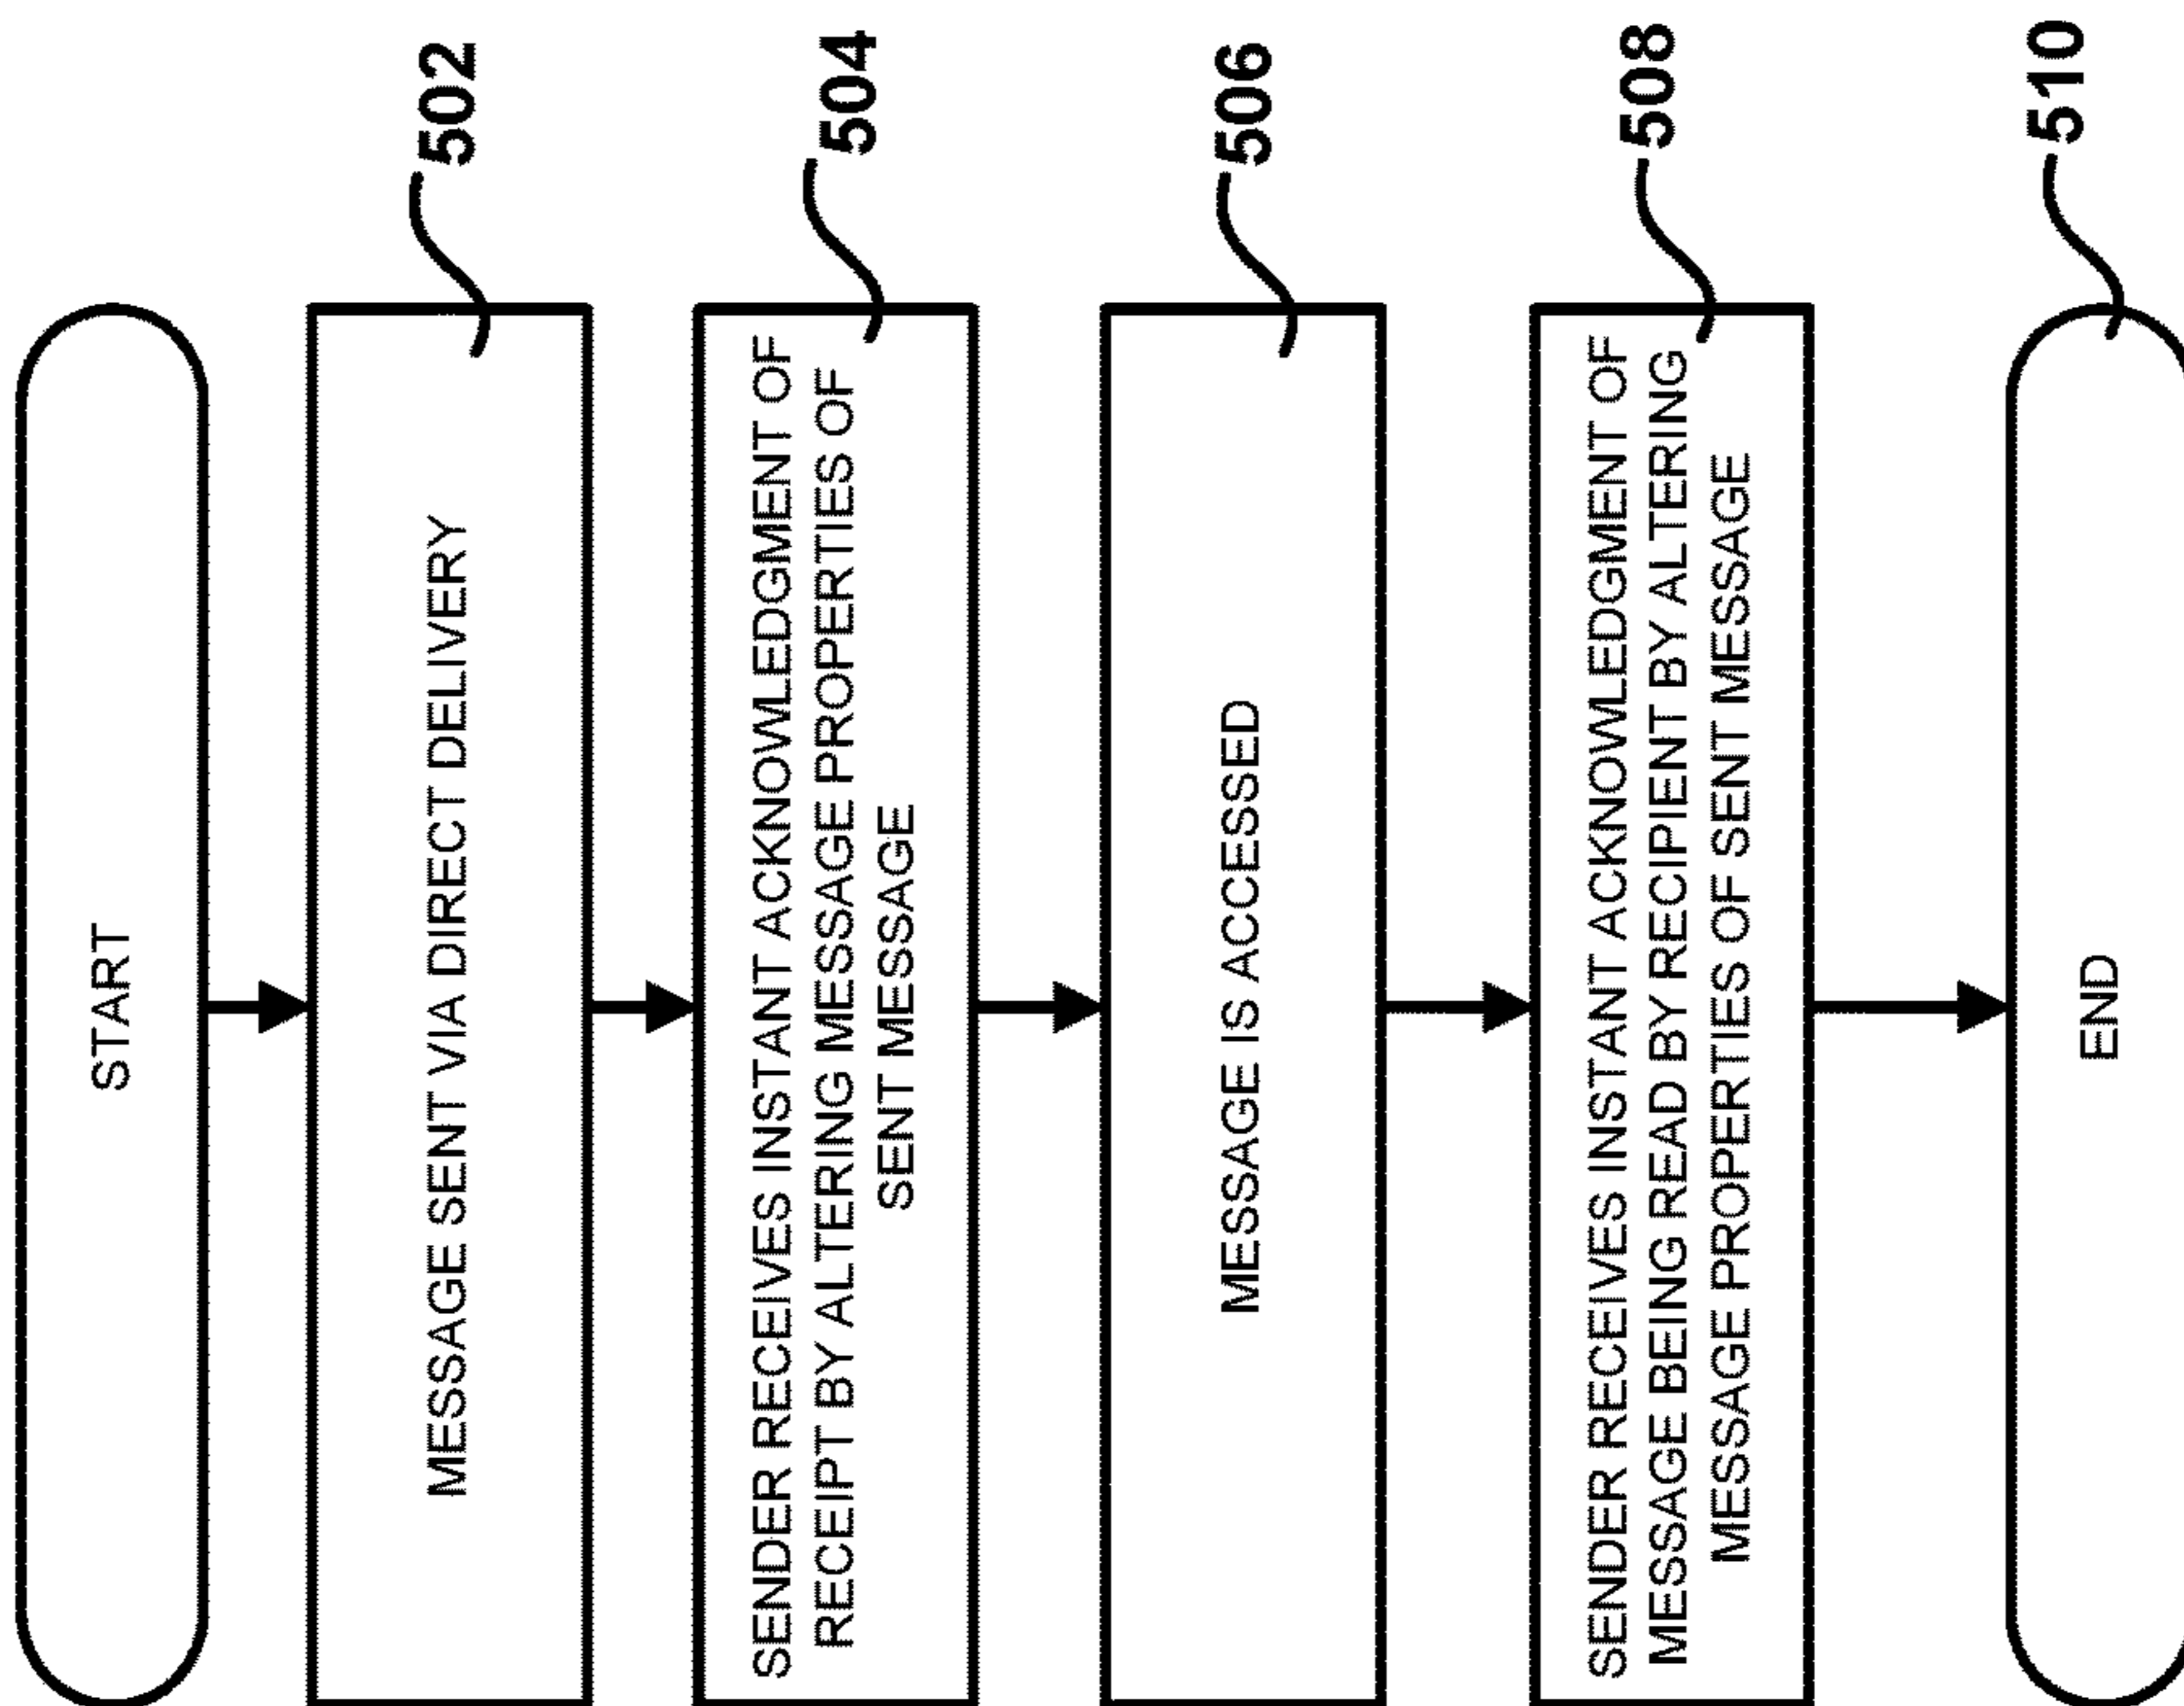 START
MESSAGE SENT VIA DIRECT DELIVERY
502
SENDER RECEIVES INSTANT ACKNOWLEDGMENT OF
RECEIPT BY ALTERING MESSAGE PROPERTIES OF
SENT MESSAGE
504
MESSAGE IS ACCESSED
506
SENDER RECEIVES INSTANT ACKNOWLEDGMENT OF
MESSAGE BEING READ BY RECIPIENT BY ALTERING
MESSAGE PROPERTIES OF SENT MESSAGE
508
END
510